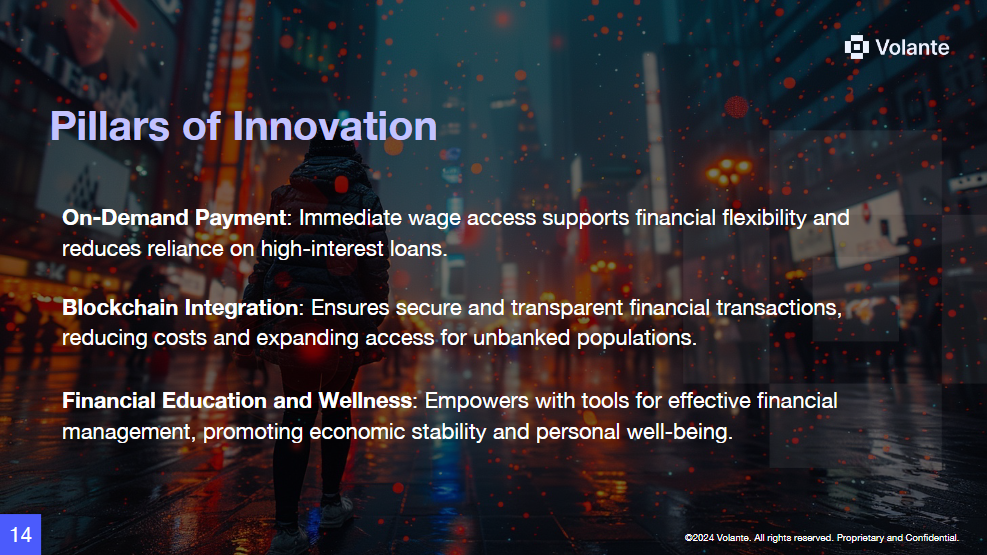 Volante
Pillars of Innovation
On-Demand Payment: Immediate wage access supports financial flexibility and
reduces reliance on high-interest loans.
Blockchain Integration: Ensures secure and transparent financial transactions,
reducing costs and expanding access for unbanked populations.
Financial Education and Wellness: Empowers with tools for effective financial
management, promoting economic stability and personal well-being.
14
©2024 Volante. All rights reserved. Proprietary and Confidential.